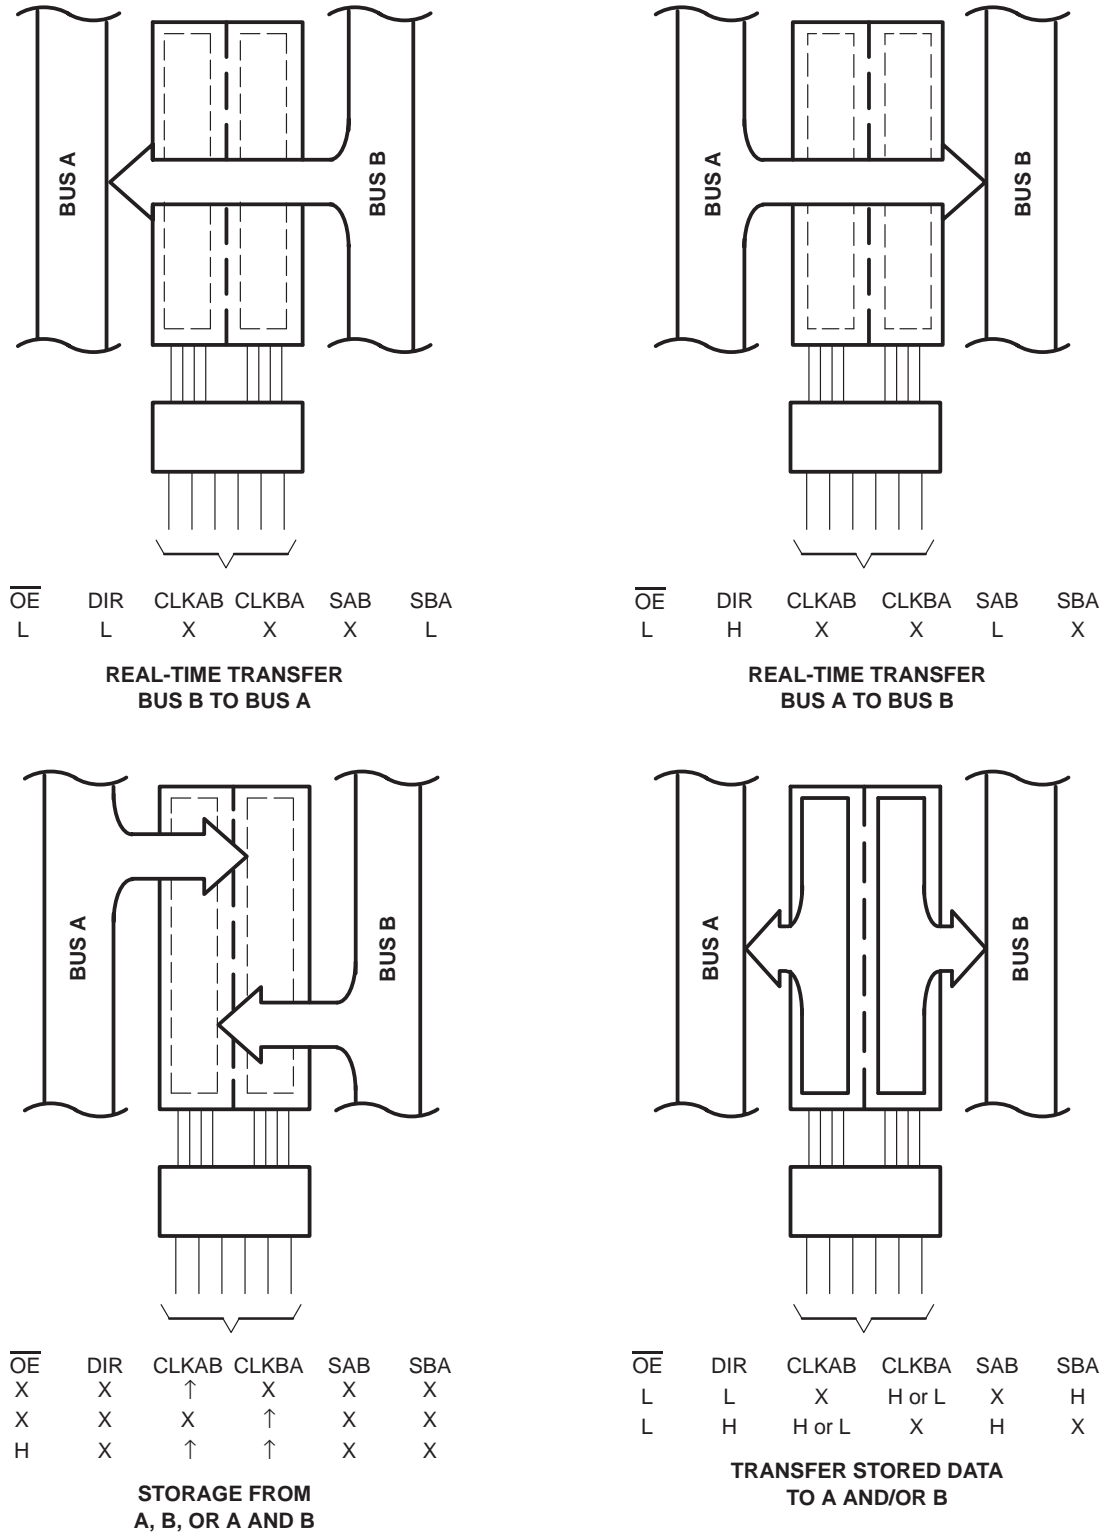 BUS A
BUS B
OE DIR CLKAB CLKBA SAB SBA
L L X X X L
REAL-TIME TRANSFER
BUS B TO BUS A
BUS A
BUS B
OE DIR CLKAB CLKBA SAB SBA
L H X X L X
REAL-TIME TRANSFER
BUS A TO BUS B
BUS A
BUS B
OE DIR CLKAB CLKBA SAB SBA
X X ↑ X X X
X X X ↑ X X
H X ↑ ↑ X X
STORAGE FROM
A, B, OR A AND B
BUS A
BUS B
OE DIR CLKAB CLKBA SAB SBA
L L X H or L X H
L H H or L X H X
TRANSFER STORED DATA
TO A AND/OR B